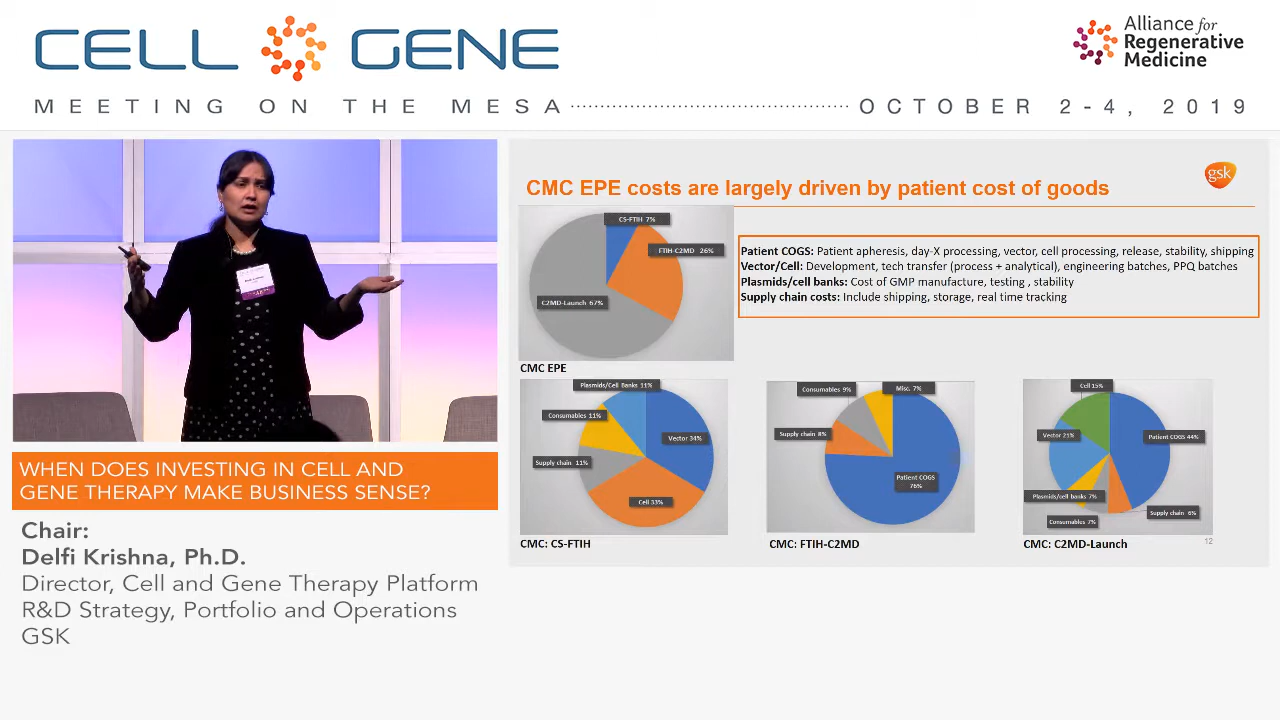 CELL GENE
MEETING ON THE MESA
OCTOBER 2-4, 2019
Alliance for
Regenerative
Medicine
WHEN DOES INVESTING IN CELL AND
GENE THERAPY MAKE BUSINESS SENSE?
Chair:
Delfi Krishna, Ph.D.
Director, Cell and Gene Therapy Platform
R&D Strategy, Portfolio and Operations
GSK
CMC EPE costs are largely driven by patient cost of goods
gsk
CS-FTIH 7%
FTIH-C2MD 26%
C2MD-Launch 67%
CMC EPE
Patient COGS: Patient apheresis, day-X processing, vector, cell processing, release, stability, shipping
Vector/Cell: Development, tech transfer (process + analytical), engineering batches, PPQ batches
Plasmids/cell banks: Cost of GMP manufacture, testing , stability
Supply chain costs: Include shipping, storage, real time tracking
Plasmids/Cell Banks 11%
Consumables 11%
Vector 34%
Supply chain 11%
Cell 33%
CMC: CS-FTIH
Consumables 9%
Misc. 7%
Supply chain 8%
Patient COGS
76%
CMC: FTIH-C2MD
Cell 15%
Vector 21%
Patient COGS 44%
Plasmids/cell banks 7%
Consumables 7%
Supply chain 6%
CMC: C2MD-Launch
12